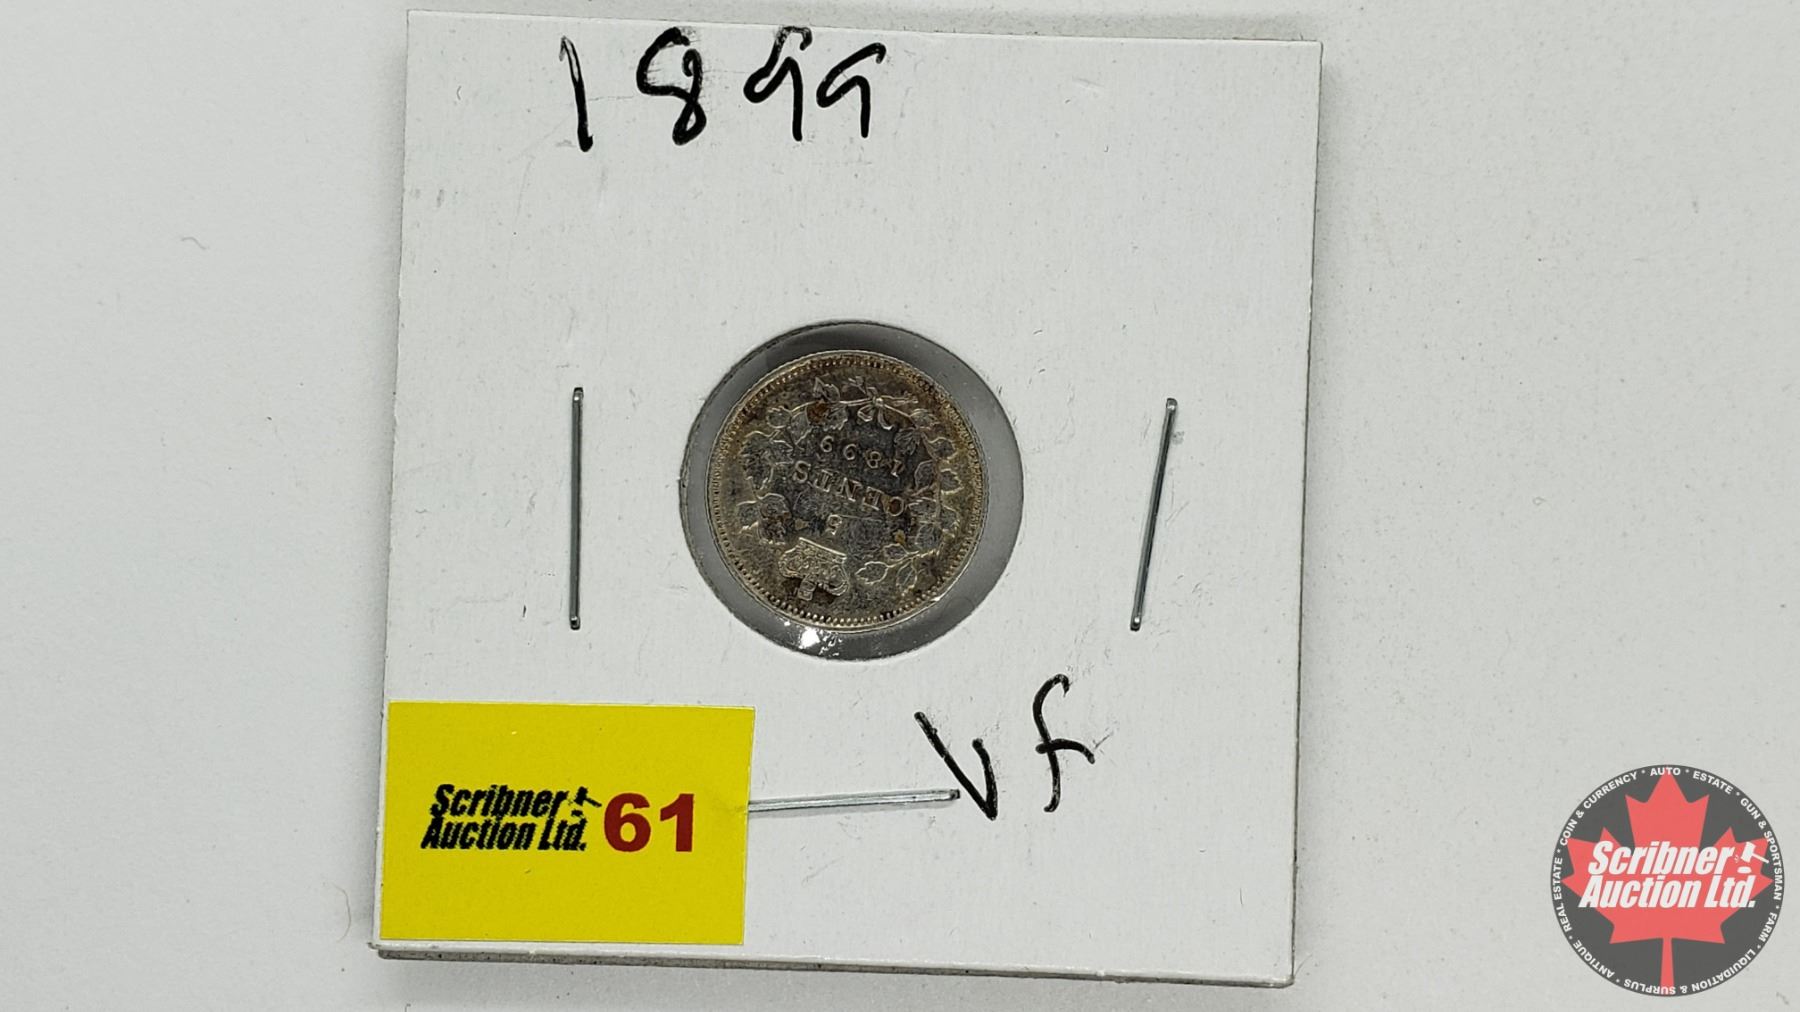 1899
5
CENTS
1899
VF
Scribner
Auction Ltd. 61
Scribner
Auction Ltd.
COIN & CURRENCY * AUTO * ESTATE * GUN & SPORTSMAN * FARM * LIQUIDATION & SURPLUS * ANTIQUE * REAL ESTATE *